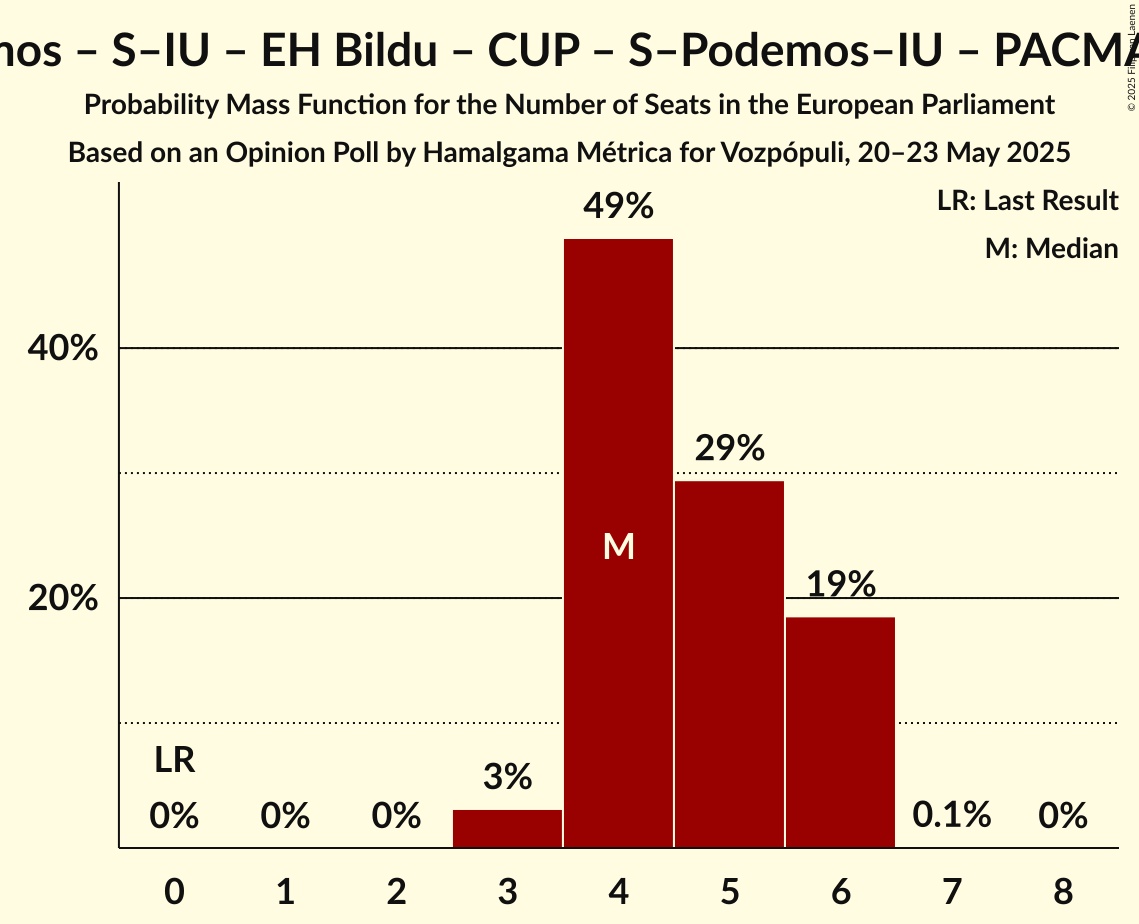 – S–IU – EH Bildu – CUP – S–Podemos–IU –
© 2025 Filip van Laenen
Probability Mass Function for the Number of Seats in the European Parliament
Based on an Opinion Poll by Hamalgama Métrica for Vozpópuli, 20–23 May 2025
LR: Last Result
M: Median
49%
40%
29%
M
19%
20%
LR
3%
0% 0% 0% 0.1% 0%
0 1 2 3 4 5 6 7 8